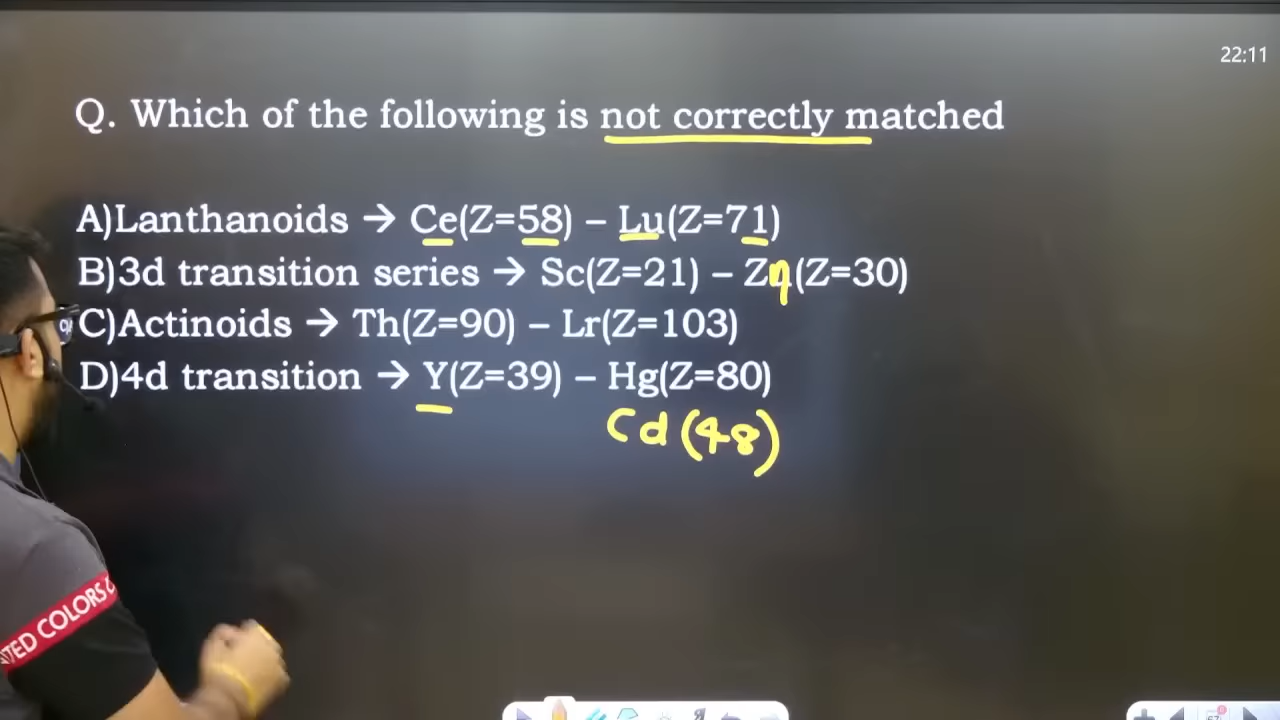 22:11
Q. Which of the following is not correctly matched
A)Lanthanoids → Ce(Z=58) – Lu(Z=71)
B)3d transition series → Sc(Z=21) – Zn(Z=30)
C)Actinoids → Th(Z=90) – Lr(Z=103)
D)4d transition → Y(Z=39) – Hg(Z=80)
Cd (48)
COLORS